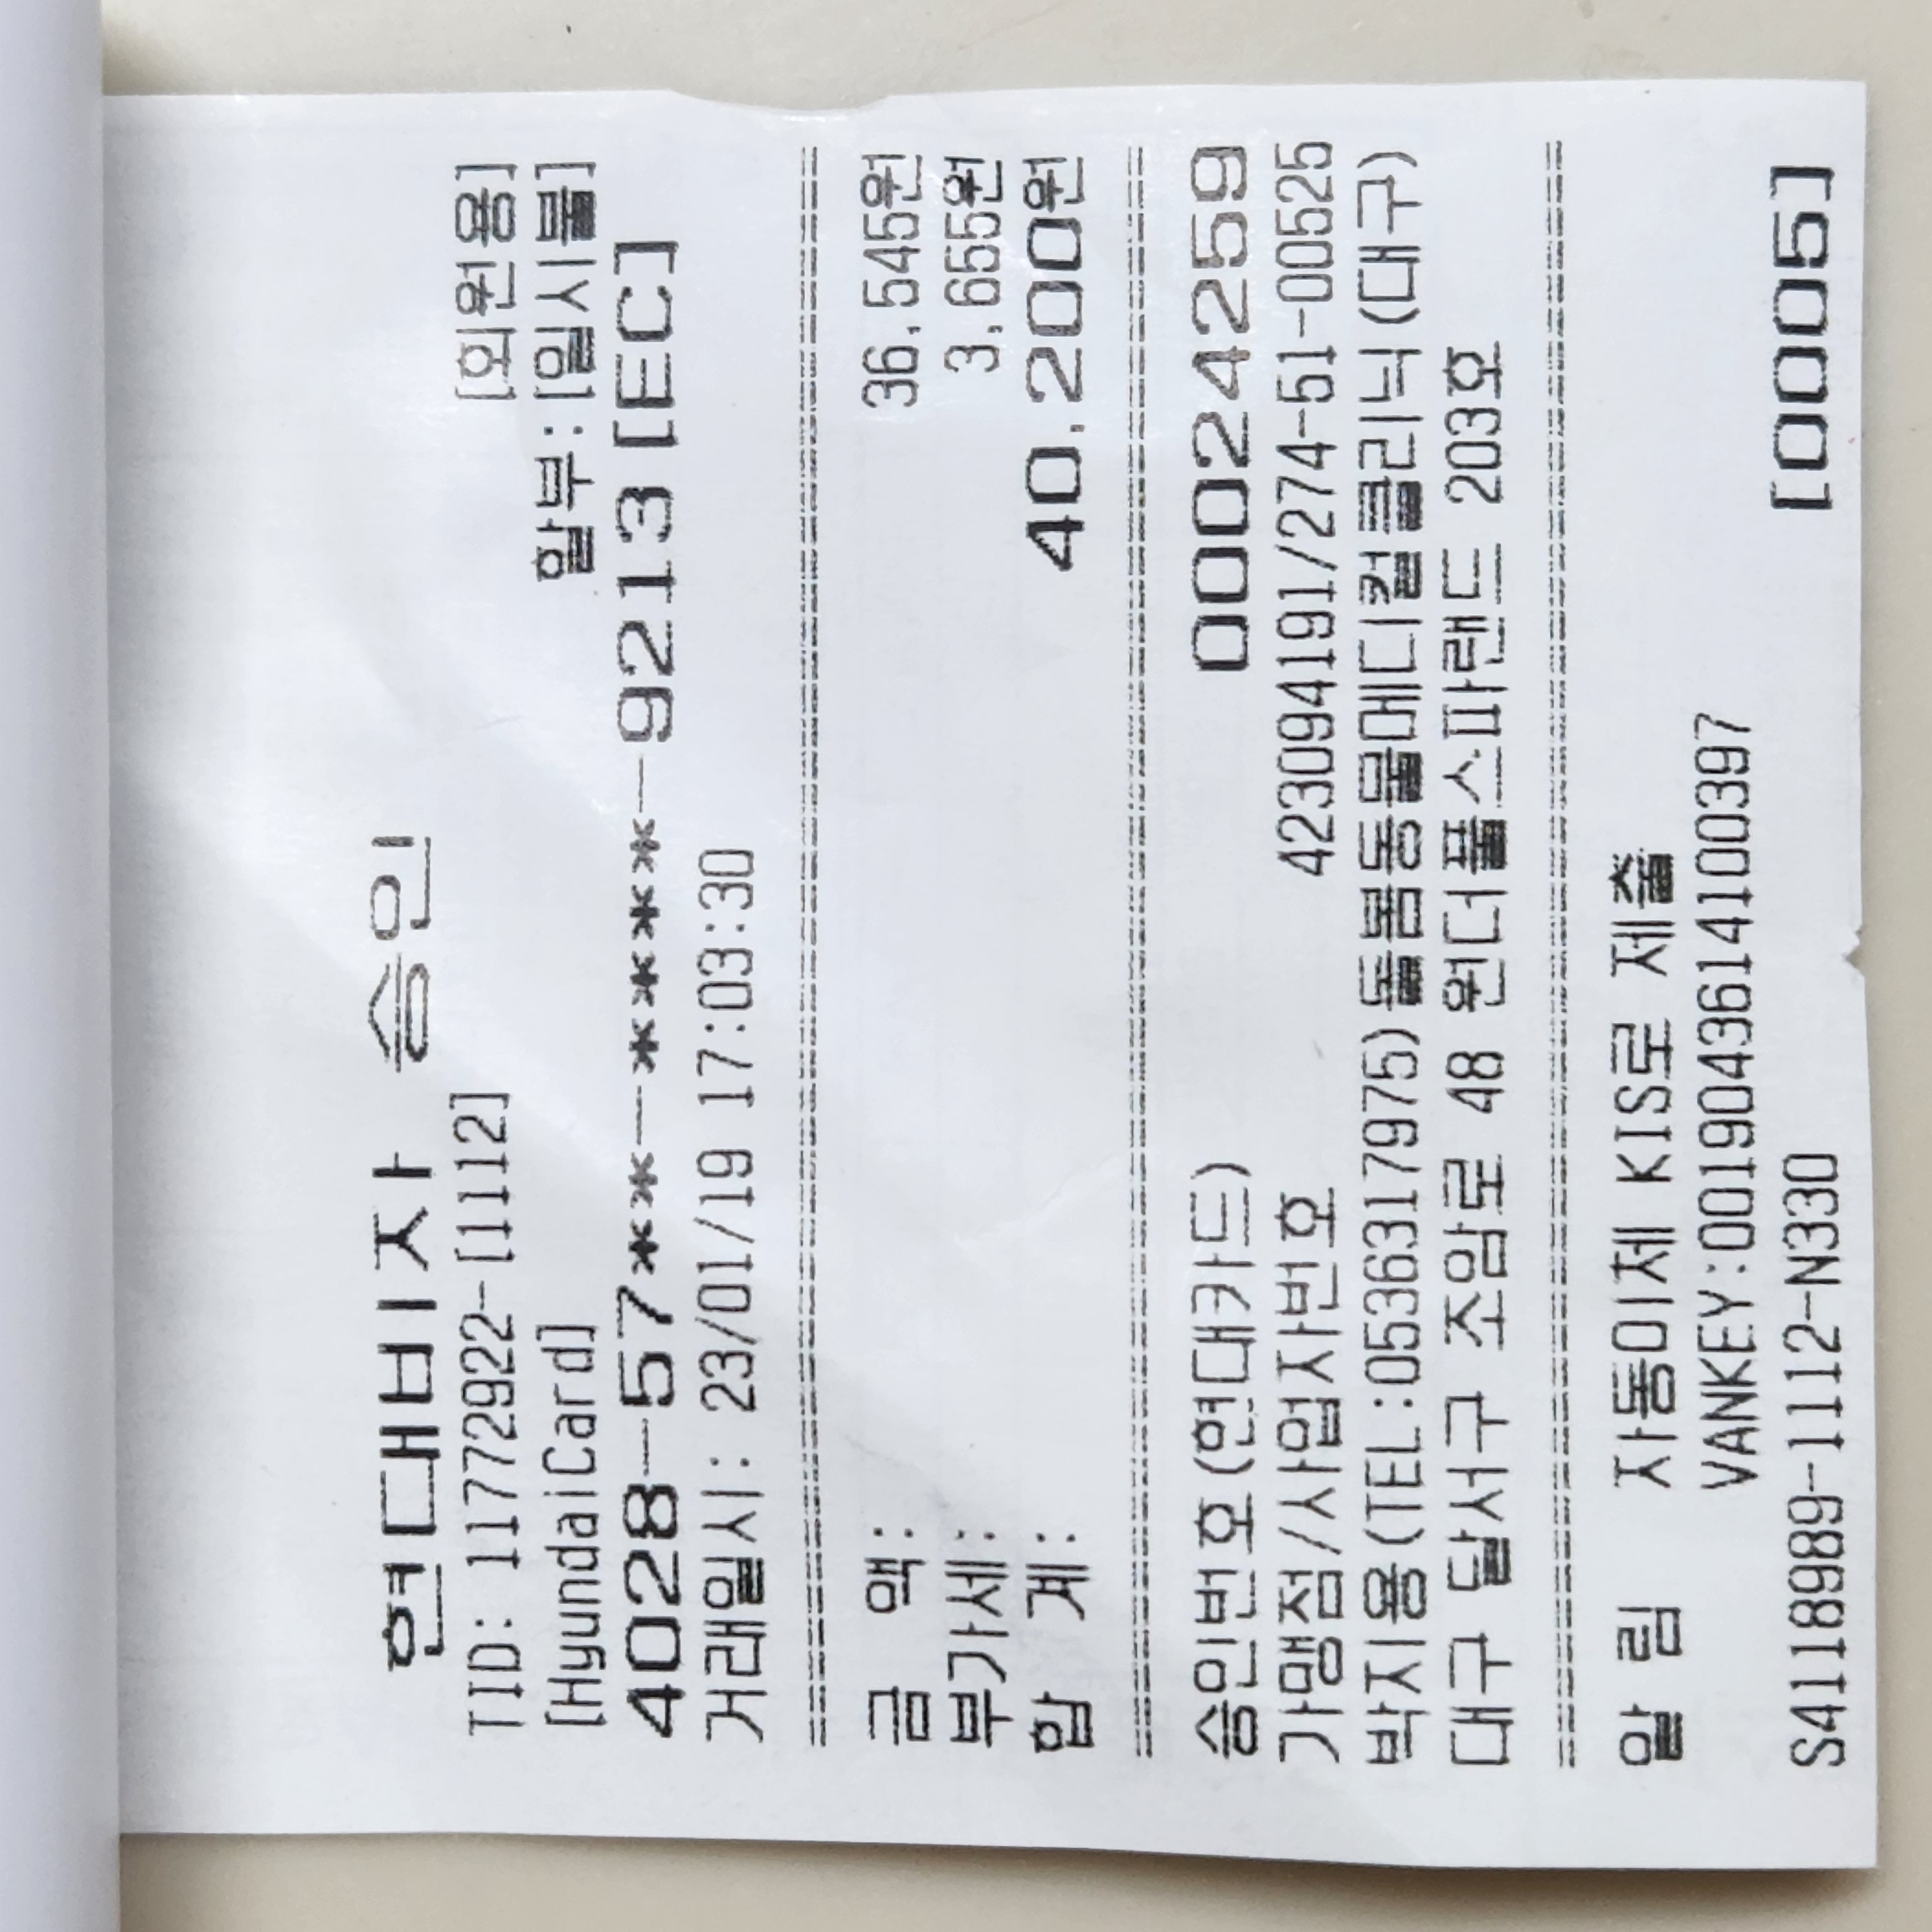 현대비자 승인
TID: 11772922-[1112] [회원용]
[HyundaiCard] 할부:[일시불]
4028-57**-****-9213[EC]
거래일시: 23/01/19 17:03:30
금 액: 36,545원
부가세: 3,655원
합 계: 40,200원
승인번호(현대카드) 00024259
가맹점/사업자번호 423094191/274-51-00525
박지용(TEL:0536317975)돌봄동물메디컬클리닉(대구)
대구 달서구 조암로 48 원더풀스파랜드 203호
알 림 자동이체 KIS로 제출
VANKEY:0019043614100397
S4118989-1112-N330 [0005]